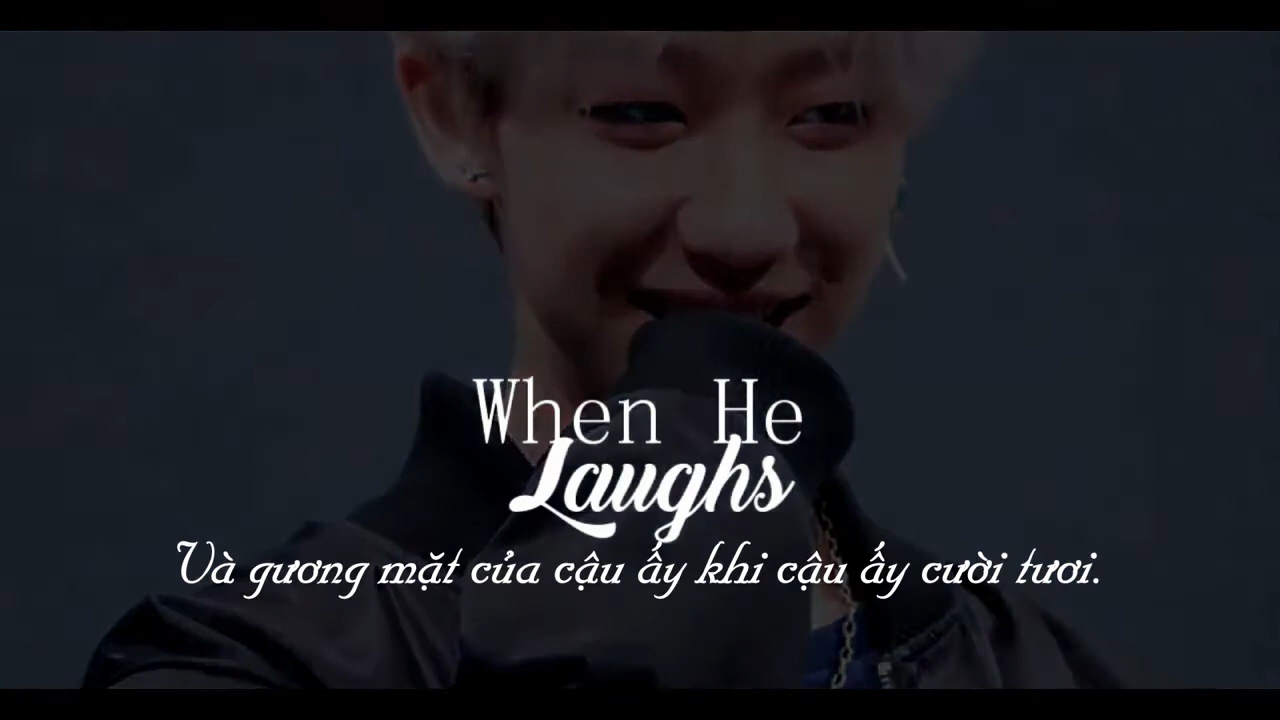 When He
Laughs
Và gương mặt của cậu ấy khi cậu ấy cười tươi.